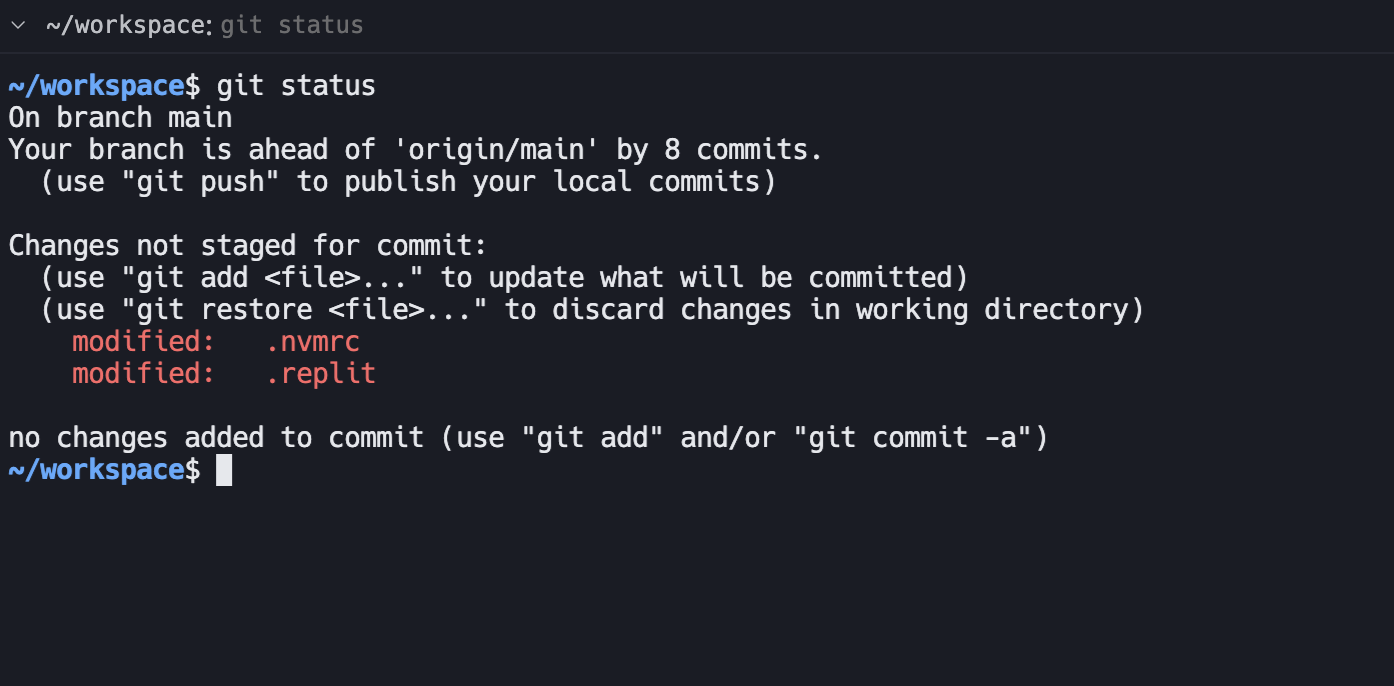 ~/workspace: git status
~/workspace$ git status
On branch main
Your branch is ahead of 'origin/main' by 8 commits.
  (use "git push" to publish your local commits)

Changes not staged for commit:
  (use "git add <file>..." to update what will be committed)
  (use "git restore <file>..." to discard changes in working directory)
    modified:   .nvmrc
    modified:   .replit

no changes added to commit (use "git add" and/or "git commit -a")
~/workspace$